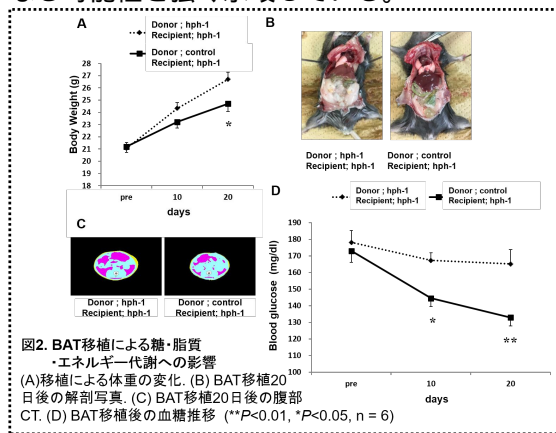 A
Donor ; hph-1
Recipient; hph-1
Donor ; control
Recipient; hph-1
Body Weight (g)
28
27
26
25
24
23
22
21
20
19
18
*
pre
10
20
days
B
Donor ; hph-1
Recipient; hph-1
Donor ; control
Recipient; hph-1
C
Donor ; hph-1
Recipient; hph-1
Donor ; control
Recipient; hph-1
D
Donor ; hph-1
Recipient; hph-1
Donor ; control
Recipient; hph-1
Blood glucose (mg/dl)
190
180
170
160
150
140
130
120
110
100
*
**
pre
10
20
days
図2. BAT移植による糖・脂質
・エネルギー代謝への影響
(A)移植による体重の変化. (B) BAT移植20
日後の解剖写真. (C) BAT移植20日後の腹部
CT. (D) BAT移植後の血糖推移 (**P<0.01, *P<0.05, n = 6)